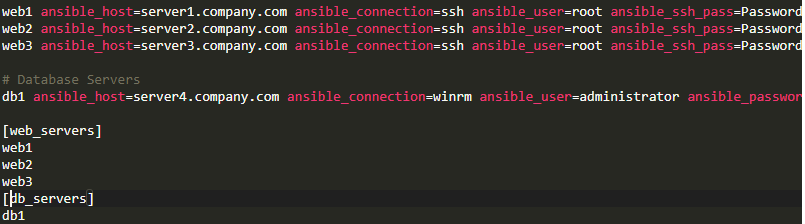 web1 ansible_host=server1.company.com ansible_connection=ssh ansible_user=root ansible_ssh_pass=Password
web2 ansible_host=server2.company.com ansible_connection=ssh ansible_user=root ansible_ssh_pass=Password
web3 ansible_host=server3.company.com ansible_connection=ssh ansible_user=root ansible_ssh_pass=Password
# Database Servers
db1 ansible_host=server4.company.com ansible_connection=winrm ansible_user=administrator ansible_passwor
[web_servers]
web1
web2
web3
[db_servers]
db1